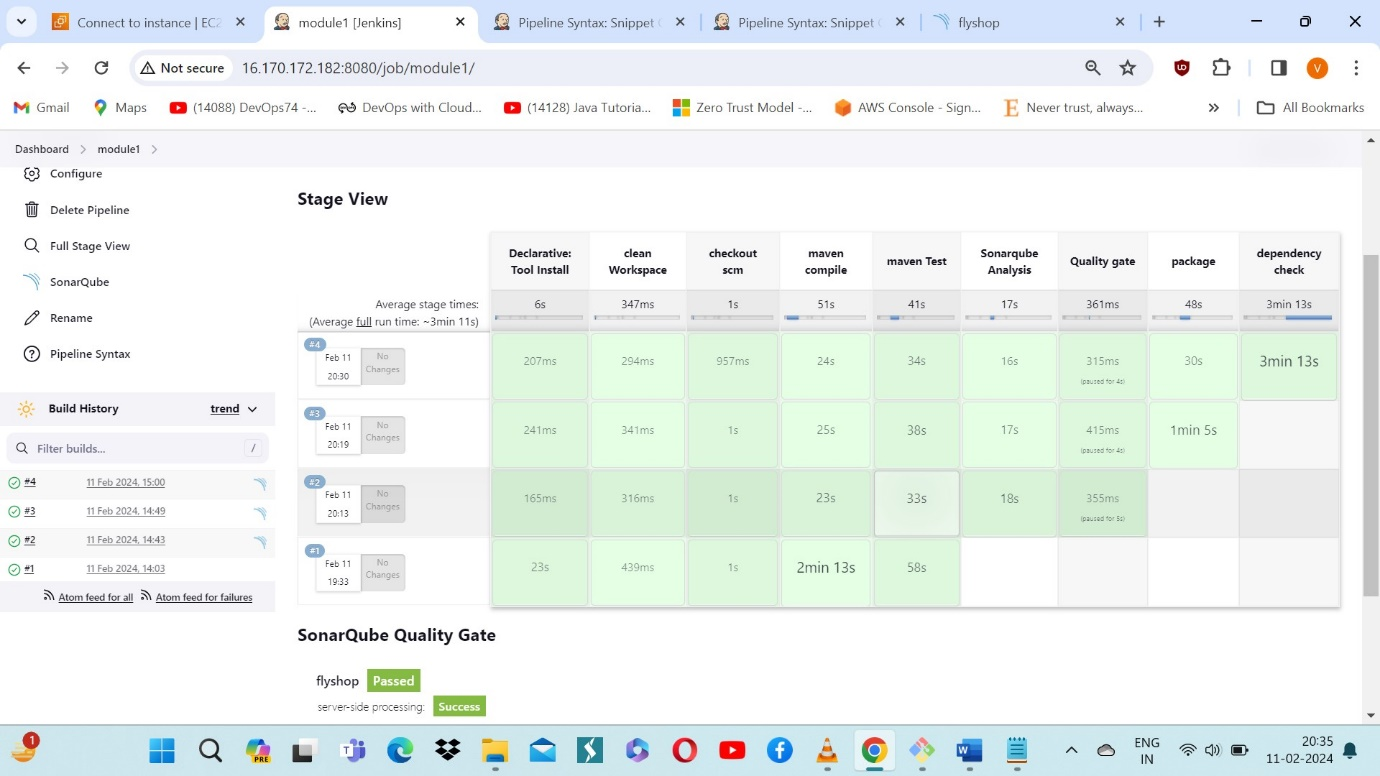 Connect to instance | EC2
module1 [Jenkins]
Pipeline Syntax: Snippet G
Pipeline Syntax: Snippet G
flyshop
Not secure
16.170.172.182:8080/job/module1/
V
Gmail
Maps
(14088) DevOps74 -...
DevOps with Cloud...
(14128) Java Tutoria...
Zero Trust Model -...
AWS Console - Sign...
Never trust, always...
»
All Bookmarks
Dashboard
module1
Configure
Delete Pipeline
Full Stage View
SonarQube
Rename
Pipeline Syntax
Build History
trend
Filter builds...
/
#4 11 Feb 2024, 15:00
#3 11 Feb 2024, 14:49
#2 11 Feb 2024, 14:43
#1 11 Feb 2024, 14:03
Atom feed for all Atom feed for failures
Stage View
Declarative: Tool Install
clean Workspace
checkout scm
maven compile
maven Test
Sonarqube Analysis
Quality gate
package
dependency check
Average stage times:
6s 347ms 1s 51s 41s 17s 361ms 48s 3min 13s
(Average full run time: ~3min 11s)
#4
Feb 11
20:30
No Changes
207ms 294ms 957ms 24s 34s 16s 315ms 30s 3min 13s
(paused for 4s)
#3
Feb 11
20:19
No Changes
241ms 341ms 1s 25s 38s 17s 415ms 1min 5s
(paused for 4s)
#2
Feb 11
20:13
No Changes
165ms 316ms 1s 23s 33s 18s 355ms
(paused for 5s)
#1
Feb 11
19:33
No Changes
23s 439ms 1s 2min 13s 58s
SonarQube Quality Gate
flyshop Passed
server-side processing: Success
1
PRE
ENG
IN
20:35
11-02-2024